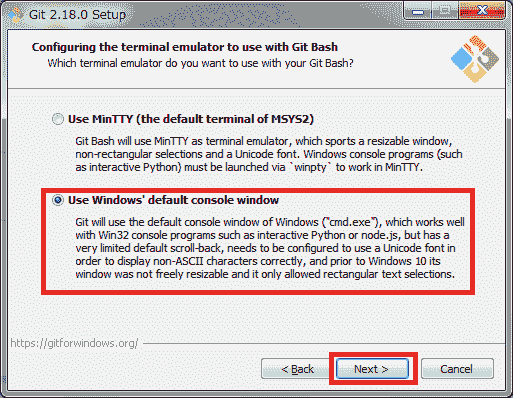 Git 2.18.0 Setup
Configuring the terminal emulator to use with Git Bash
Which terminal emulator do you want to use with your Git Bash?
Use MinTTY (the default terminal of MSYS2)
Git Bash will use MinTTY as terminal emulator, which sports a resizable window,
non-rectangular selections and a Unicode font. Windows console programs (such
as interactive Python) must be launched via `winpty` to work in MinTTY.
Use Windows' default console window
Git will use the default console window of Windows ("cmd.exe"), which works well
with Win32 console programs such as interactive Python or node.js, but has a
very limited default scroll-back, needs to be configured to use a Unicode font in
order to display non-ASCII characters correctly, and prior to Windows 10 its
window was not freely resizable and it only allowed rectangular text selections.
https://gitforwindows.org/
< Back Next > Cancel